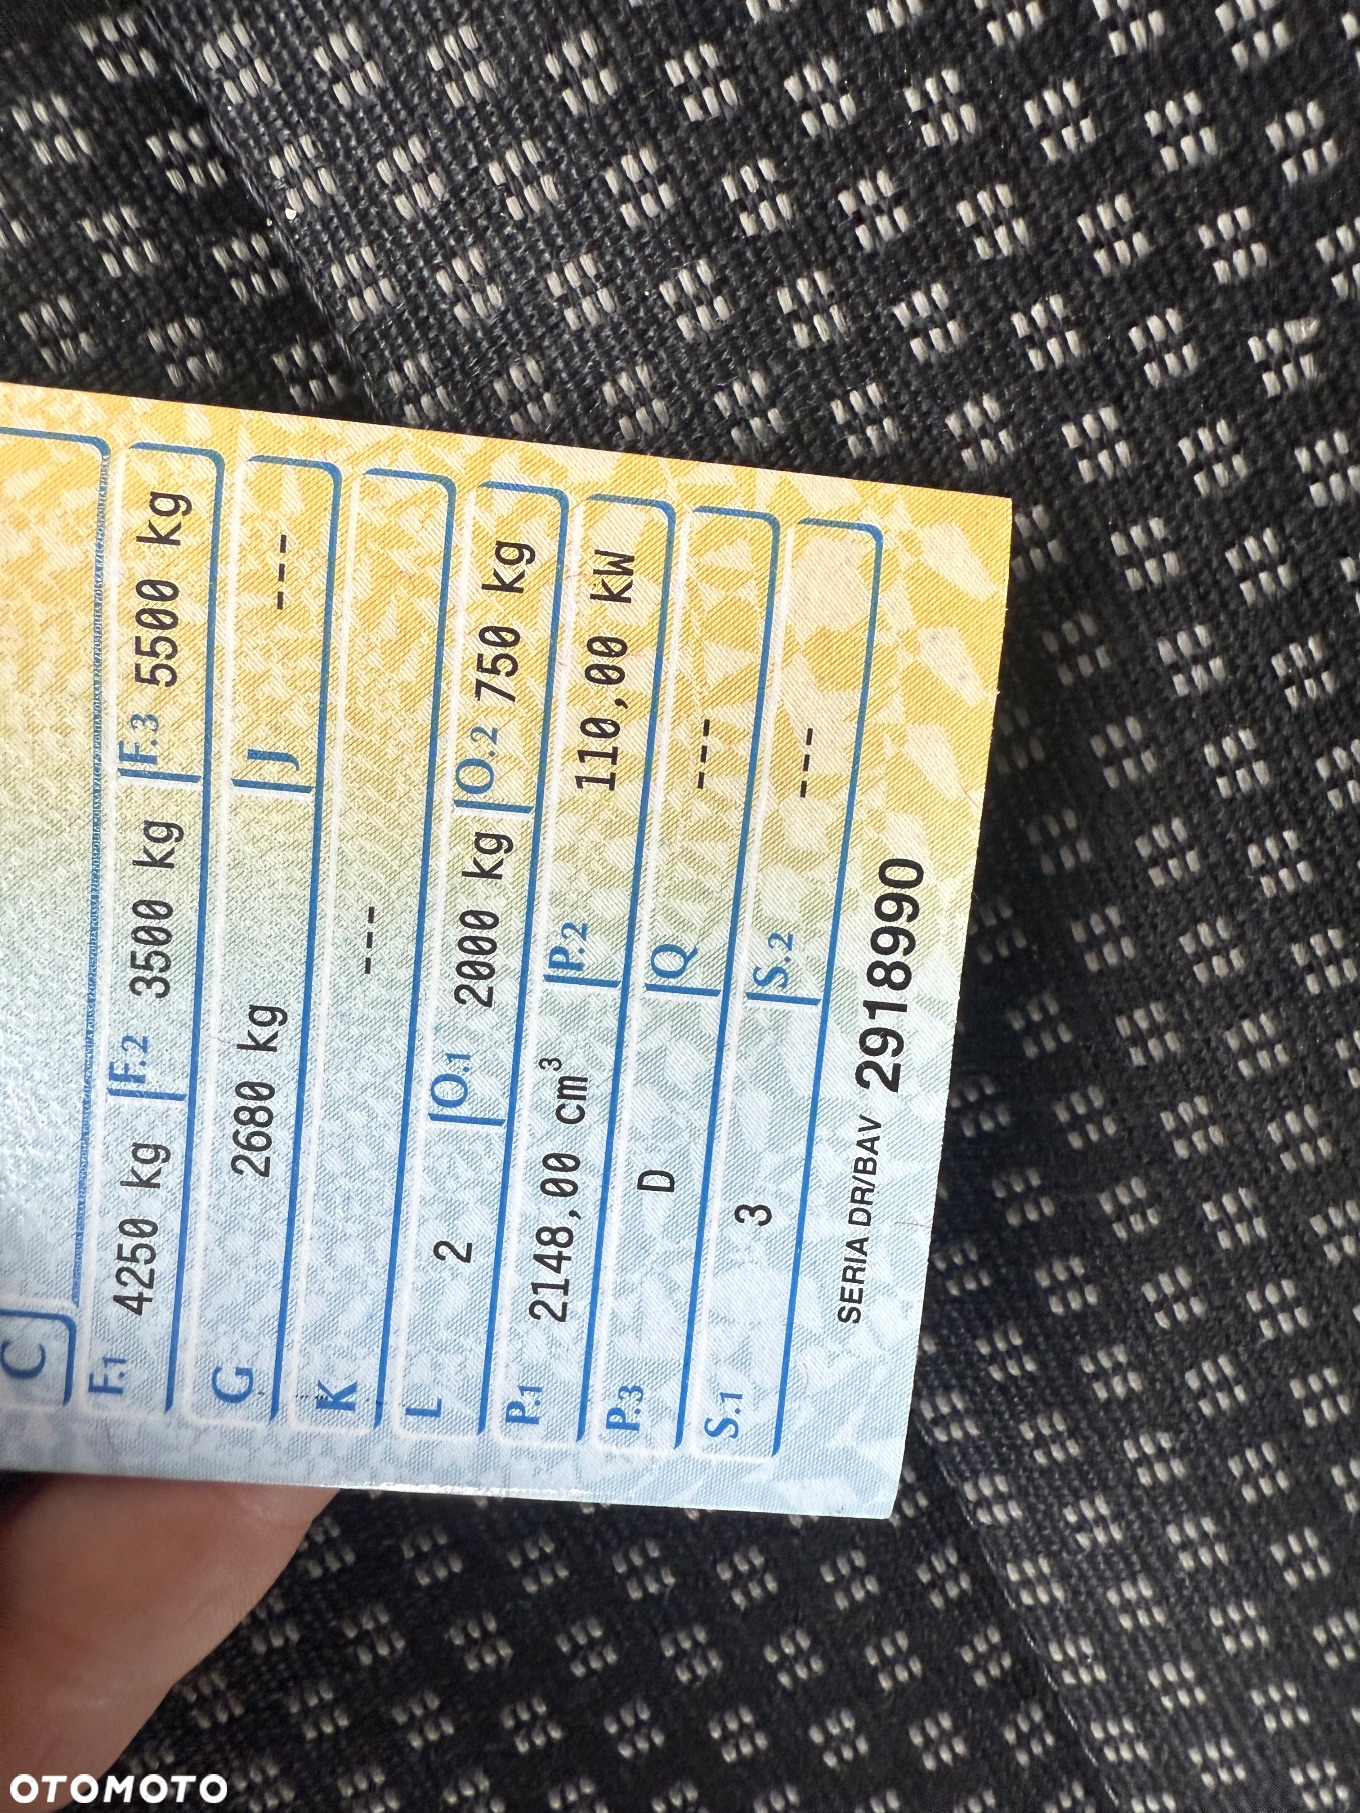 C
F.1 4250 kg F.2 3500 kg F.3 5500 kg
G 2680 kg J ---
K ---
L 2 O.1 2000 kg O.2 750 kg
P.1 2148,00 cm³ P.2 110,00 kW
P.3 D Q ---
S.1 3 S.2 ---
SERIA DR/BAV 2918990
OTOMOTO